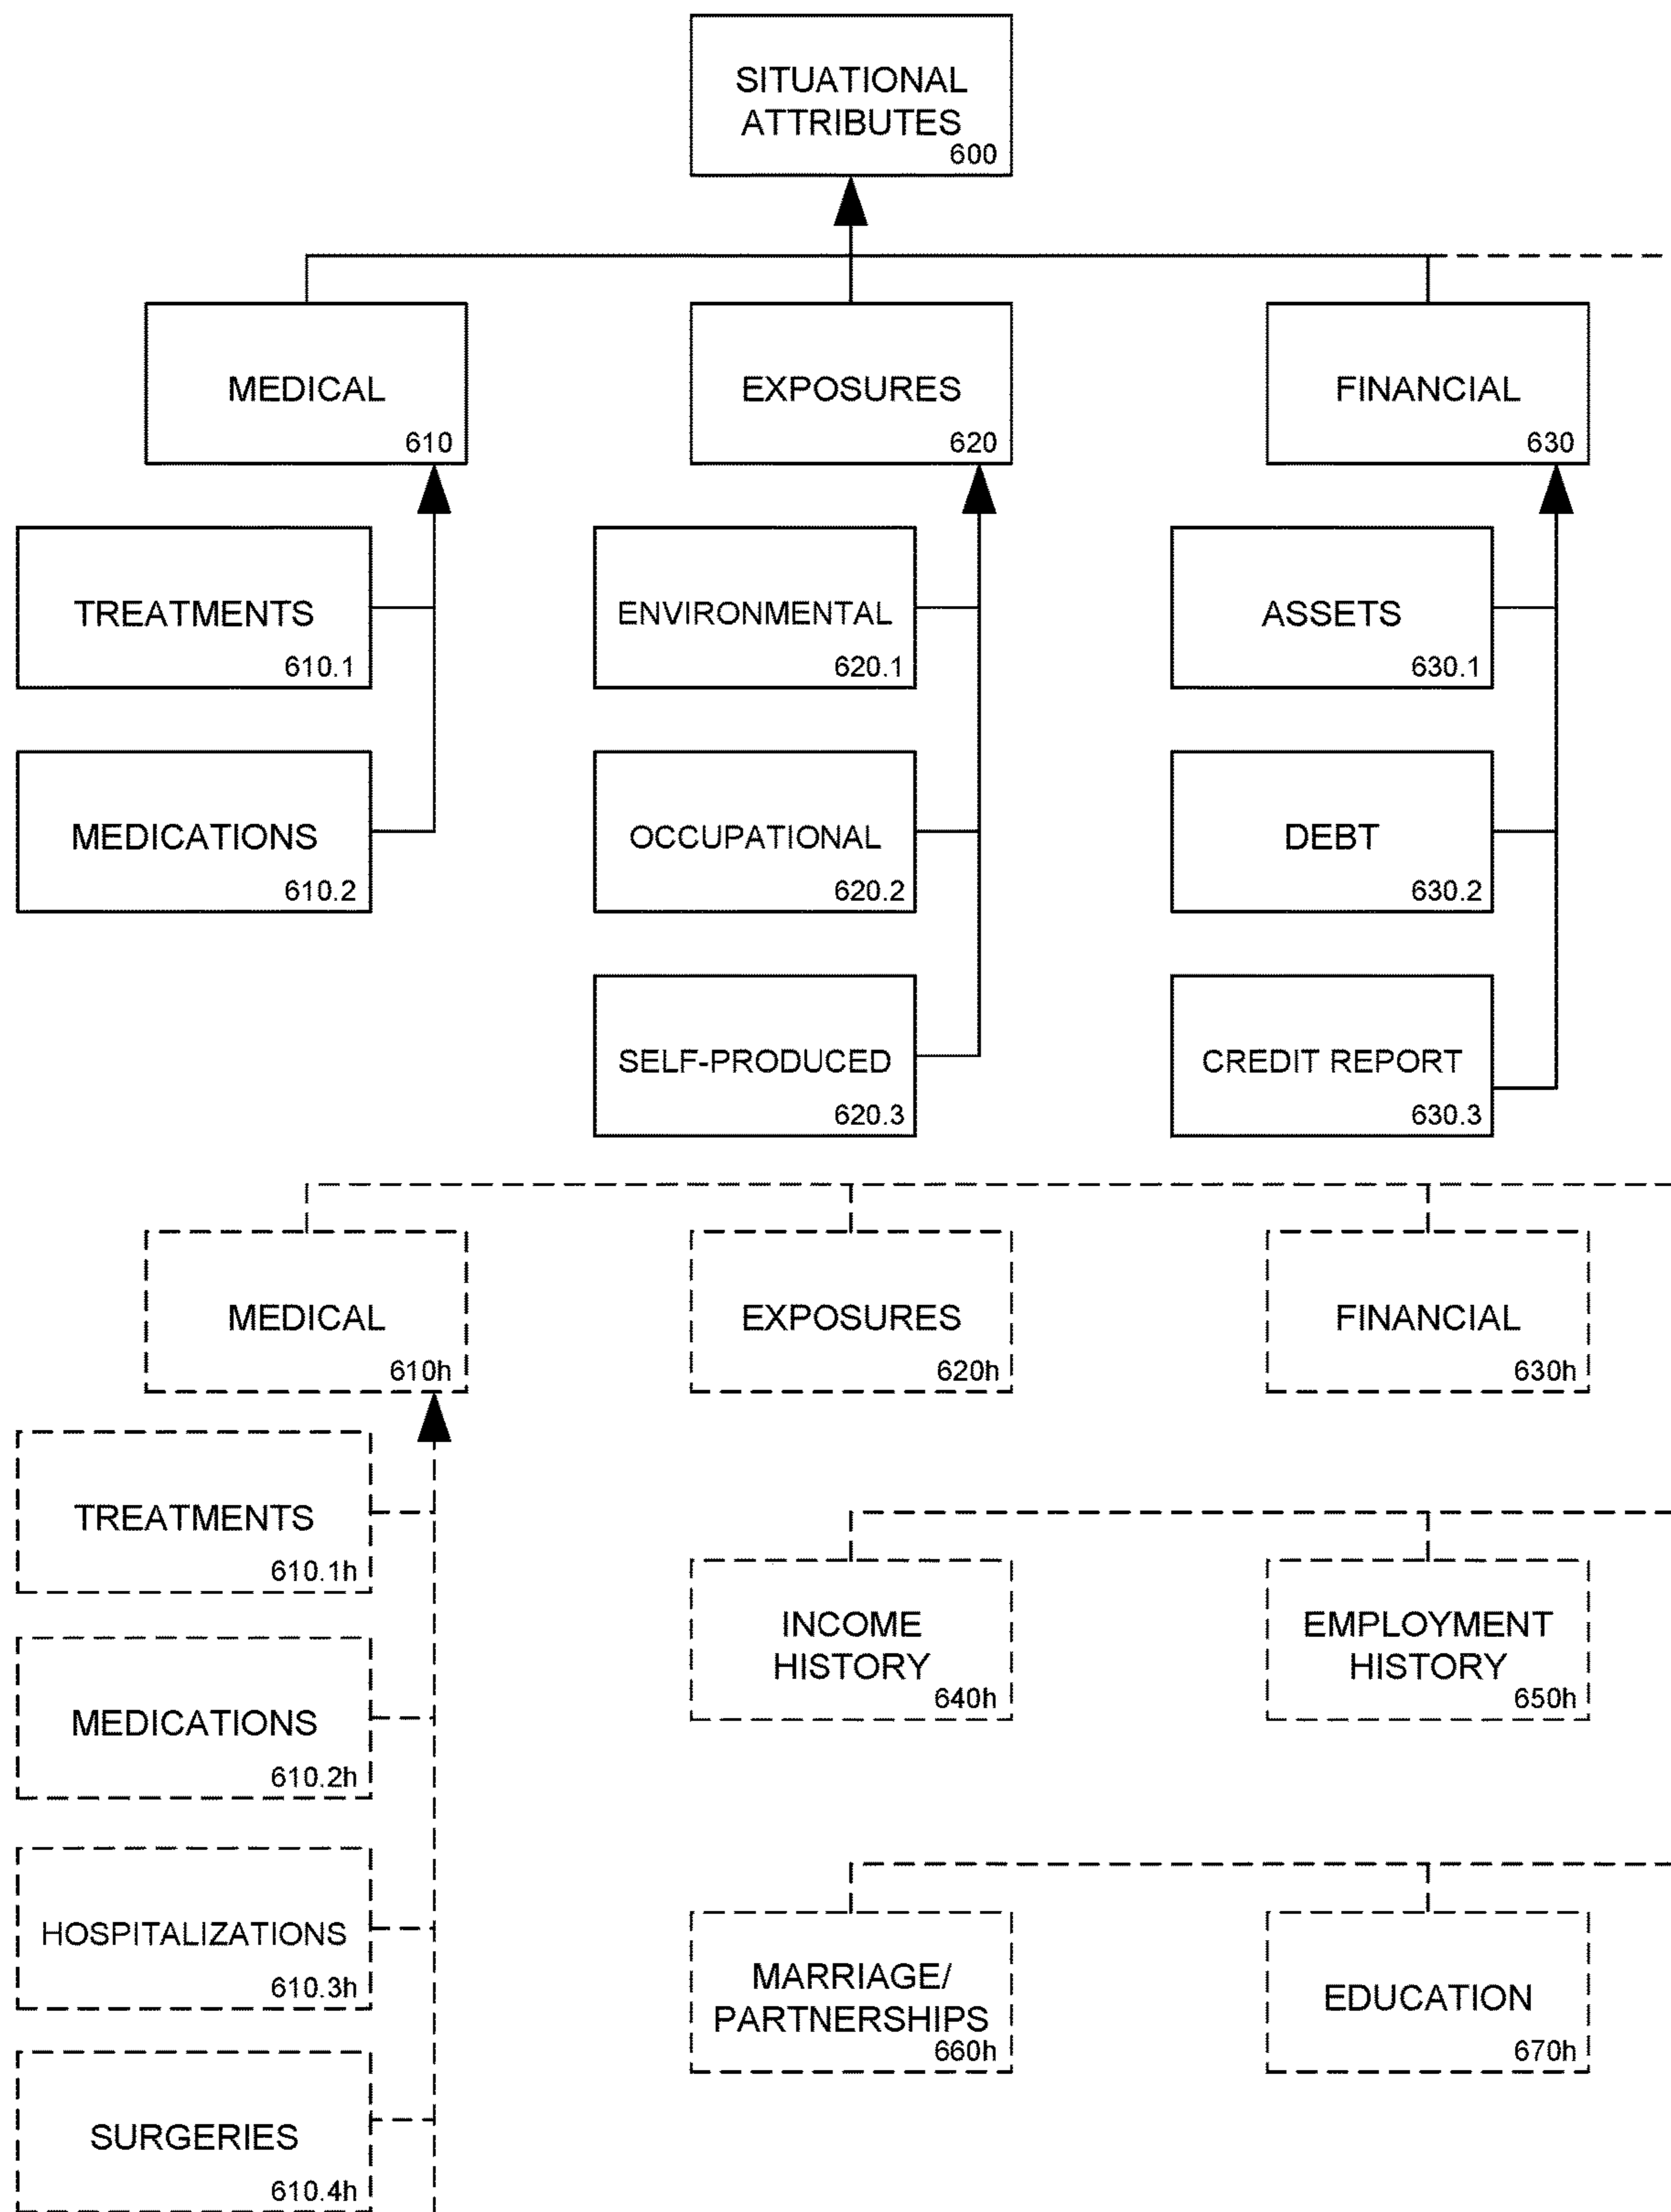 SITUATIONAL
ATTRIBUTES
600
MEDICAL
610
EXPOSURES
620
FINANCIAL
630
TREATMENTS
610.1
ENVIRONMENTAL
620.1
ASSETS
630.1
MEDICATIONS
610.2
OCCUPATIONAL
620.2
DEBT
630.2
SELF-PRODUCED
620.3
CREDIT REPORT
630.3
MEDICAL
610h
EXPOSURES
620h
FINANCIAL
630h
TREATMENTS
610.1h
INCOME
HISTORY
640h
EMPLOYMENT
HISTORY
650h
MEDICATIONS
610.2h
HOSPITALIZATIONS
610.3h
MARRIAGE/
PARTNERSHIPS
660h
EDUCATION
670h
SURGERIES
610.4h